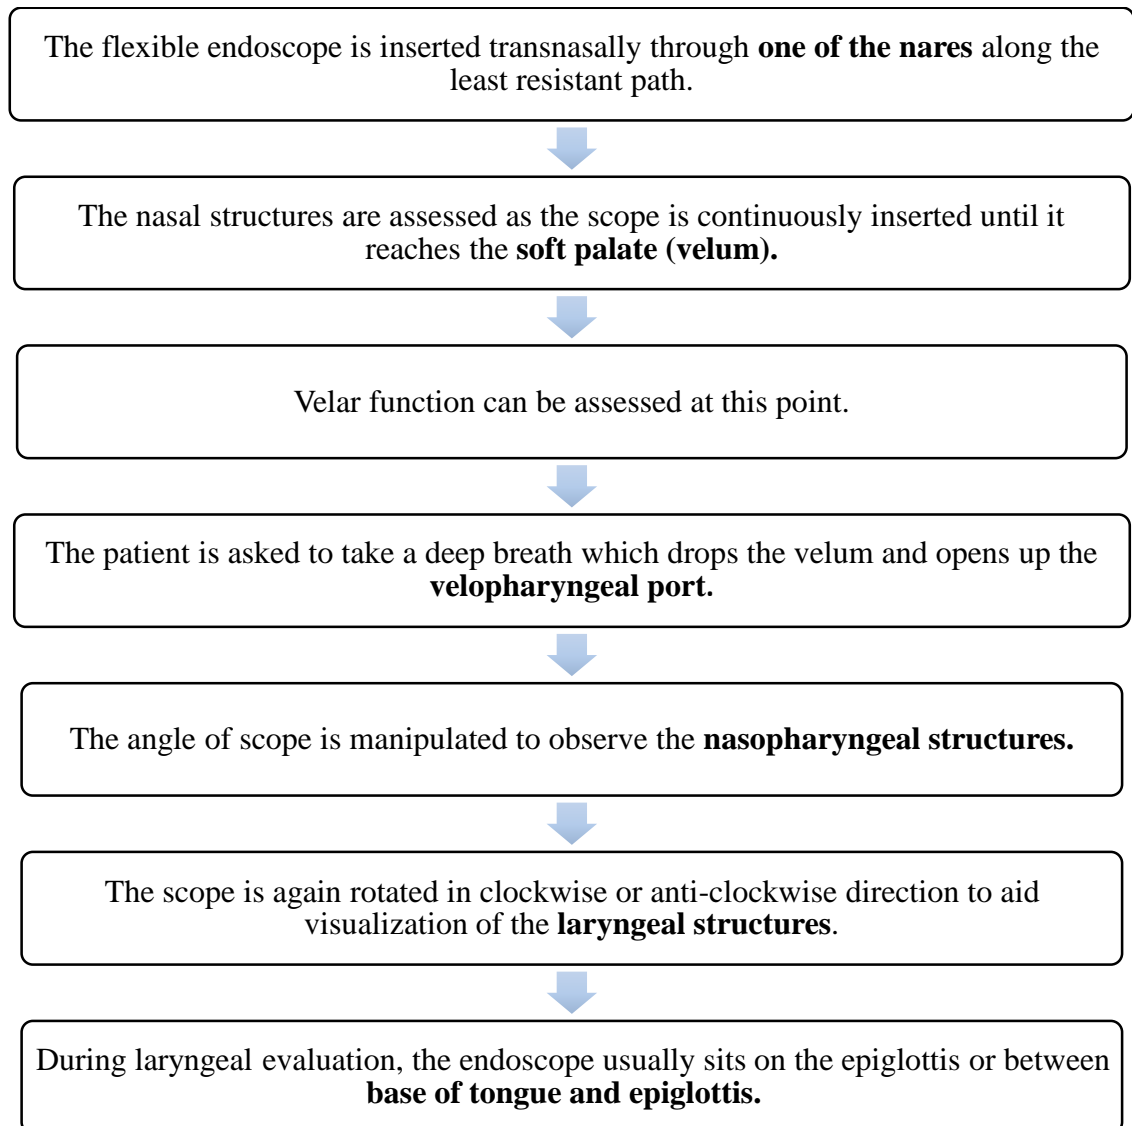 The flexible endoscope is inserted transnasally through one of the nares along the
least resistant path.
The nasal structures are assessed as the scope is continuously inserted until it
reaches the soft palate (velum).
Velar function can be assessed at this point.
The patient is asked to take a deep breath which drops the velum and opens up the
velopharyngeal port.
The angle of scope is manipulated to observe the nasopharyngeal structures.
The scope is again rotated in clockwise or anti-clockwise direction to aid
visualization of the laryngeal structures.
During laryngeal evaluation, the endoscope usually sits on the epiglottis or between
base of tongue and epiglottis.